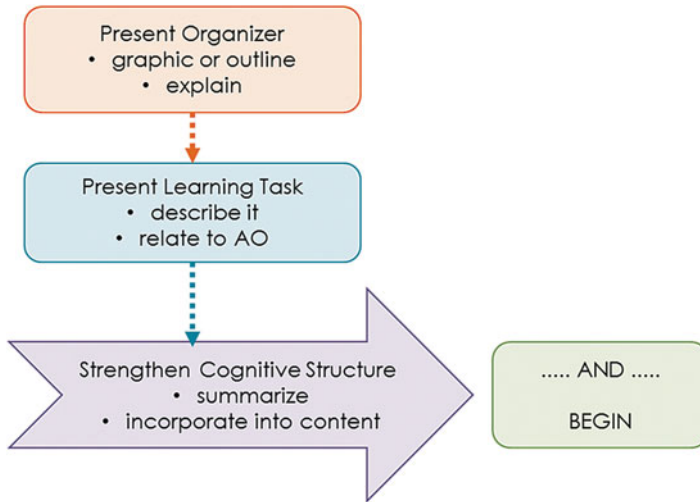 Present Organizer
• graphic or outline
• explain
Present Learning Task
• describe it
• relate to AO
Strengthen Cognitive Structure
• summarize
• incorporate into content
..... AND .....
BEGIN